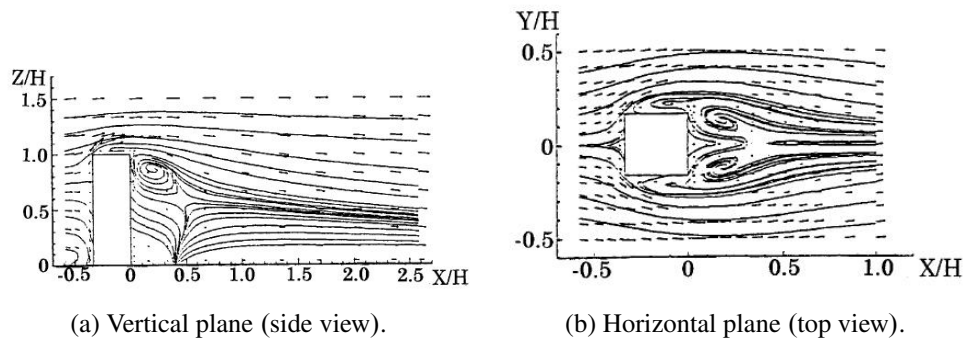 Z/H
1.5
1.0
0.5
0
-0.5 0 0.5 1.0 1.5 2.0 2.5 X/H
(a) Vertical plane (side view).
Y/H
0.5
0
-0.5
-0.5 0 0.5 1.0 X/H
(b) Horizontal plane (top view).